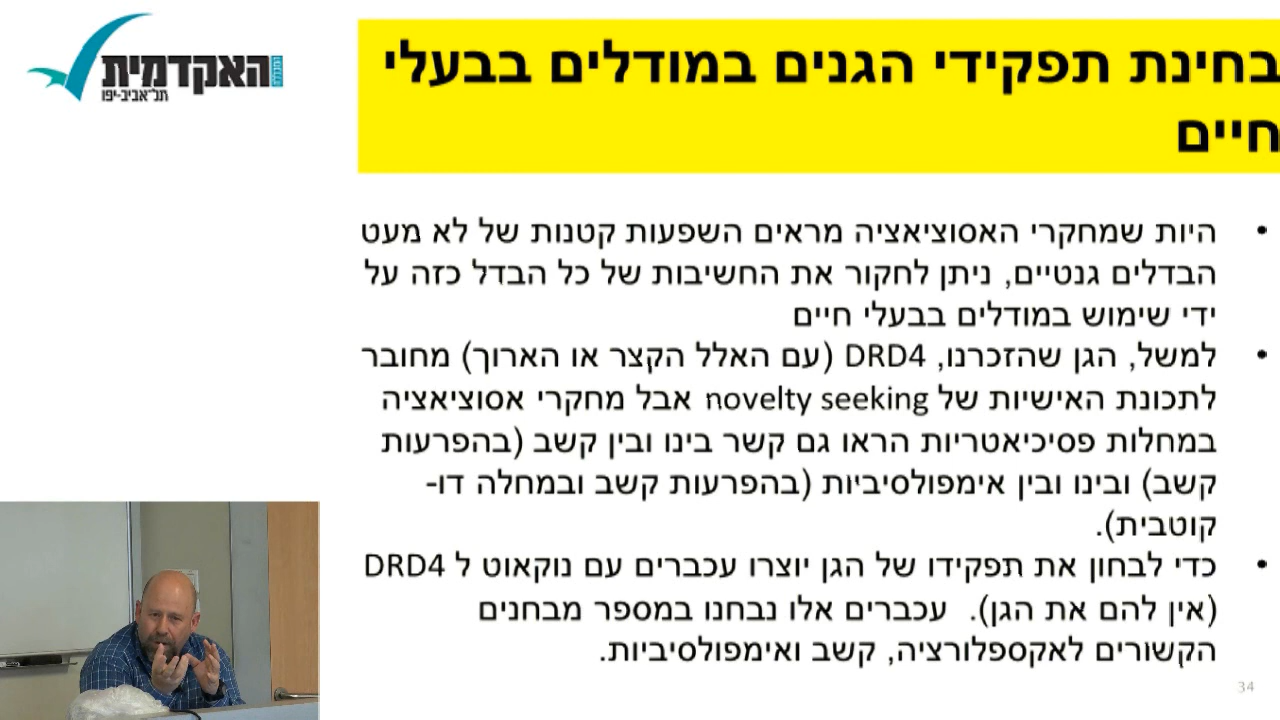 האקדמית
תל־אביב-יפו
בחינת תפקידי הגנים במודלים בבעלי
חיים
• היות שמחקרי האסוציאציה מראים השפעות קטנות של לא מעט
הבדלים גנטיים, ניתן לחקור את החשיבות של כל הבדל כזה על
ידי שימוש במודלים בבעלי חיים
• למשל, הגן שהזכרנו, DRD4 (עם האלל הקצר או הארוך) מחובר
לתכונת האישיות של novelty seeking אבל מחקרי אסוציאציה
במחלות פסיכיאטריות הראו גם קשר בינו ובין קשב (בהפרעות
קשב) ובינו ובין אימפולסיביות (בהפרעות קשב ובמחלה דו-
קוטבית).
• כדי לבחון את תפקידו של הגן יוצרו עכברים עם נוקאוט ל DRD4
(אין להם את הגן). עכברים אלו נבחנו במספר מבחנים
הקשורים לאקספלורציה, קשב ואימפולסיביות.
34